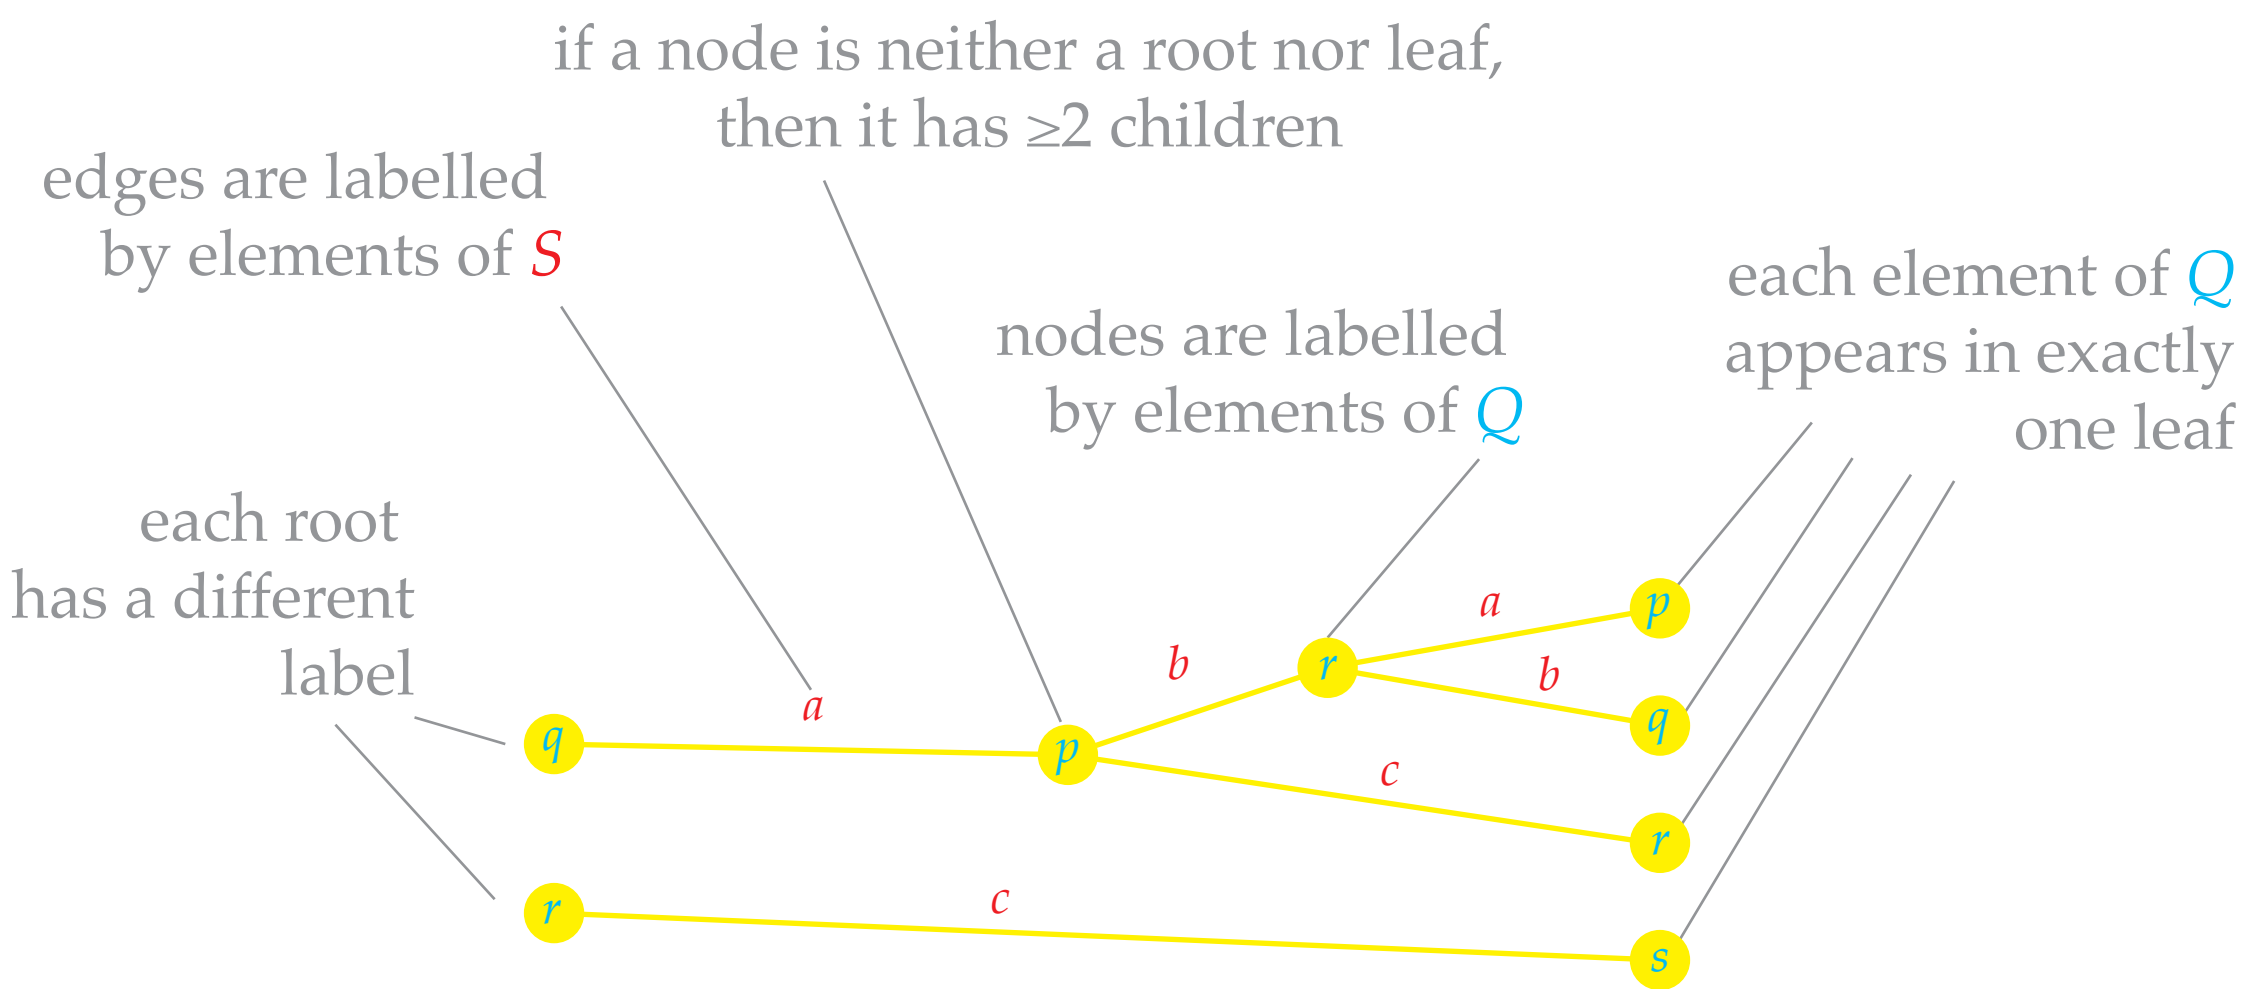 if a node is neither a root nor leaf,
then it has ≥2 children
edges are labelled
by elements of S
nodes are labelled
by elements of Q
each element of Q
appears in exactly
one leaf
each root
has a different
label
a
b
a
b
c
c
q
p
r
p
q
r
r
s